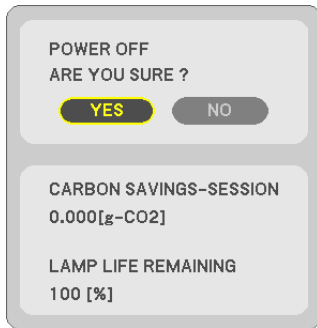 POWER OFF
ARE YOU SURE ?
YES NO
CARBON SAVINGS-SESSION
0.000[g-CO2]
LAMP LIFE REMAINING
100 [%]